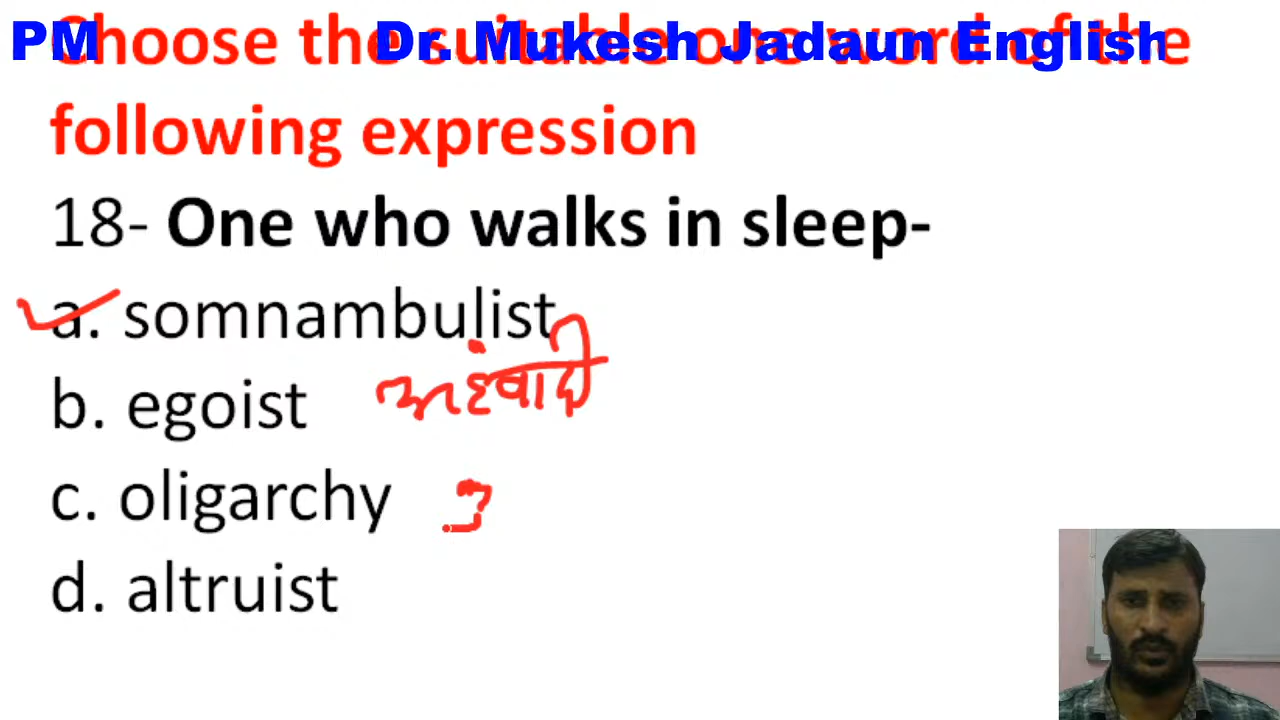 PM Dr. Mukesh Jadaun English
Choose the suitable one word of the
following expression
18- One who walks in sleep-
a. somnambulist
b. egoist अहंवादी
c. oligarchy
d. altruist